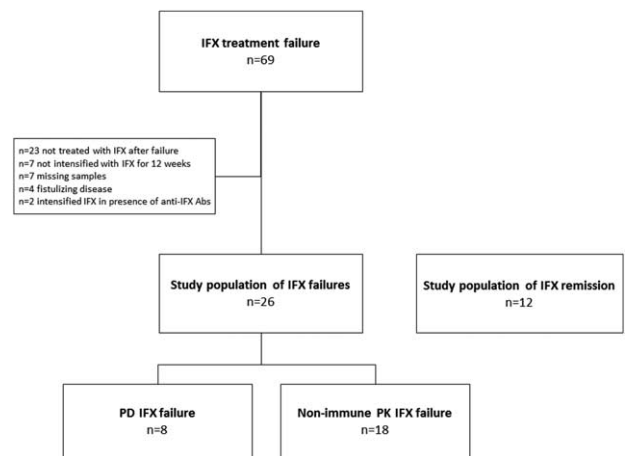 IFX treatment failure
n=69
n=23 not treated with IFX after failure
n=7 not intensified with IFX for 12 weeks
n=7 missing samples
n=4 fistulizing disease
n=2 intensified IFX in presence of anti-IFX Abs
Study population of IFX failures
n=26
Study population of IFX remission
n=12
PD IFX failure
n=8
Non-immune PK IFX failure
n=18